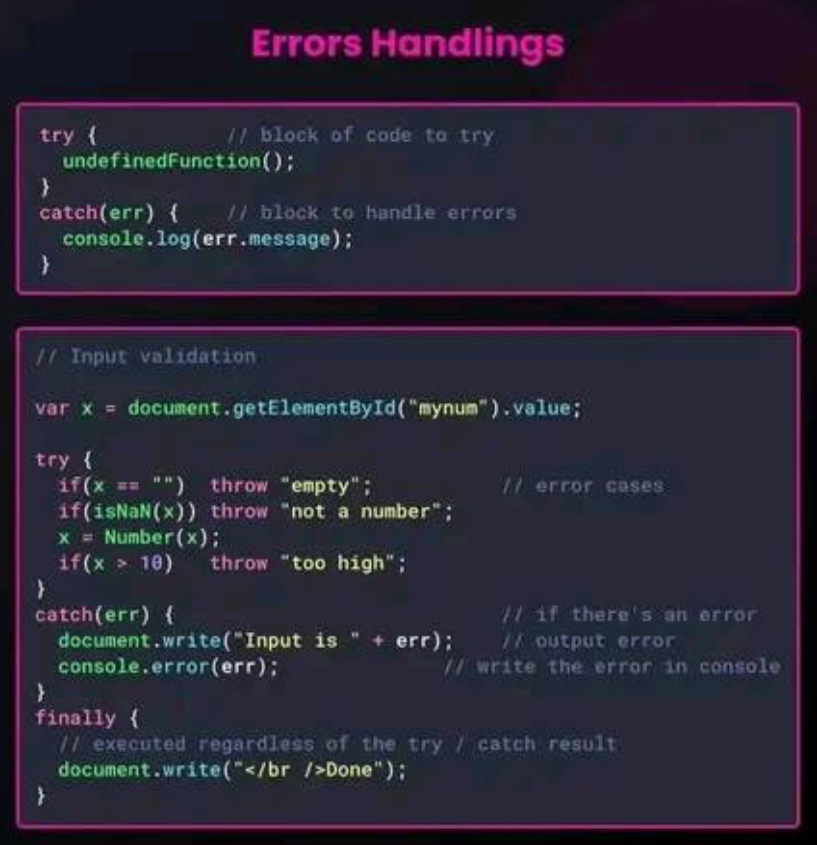 Errors Handlings
try {            // block of code to try
  undefinedFunction();
}
catch(err) {    // block to handle errors
  console.log(err.message);
}
// Input validation
var x = document.getElementById("mynum").value;
try {
  if(x == "")  throw "empty";            // error cases
  if(isNaN(x)) throw "not a number";
  x = Number(x);
  if(x > 10)   throw "too high";
}
catch(err) {                             // if there's an error
  document.write("Input is " + err);     // output error
  console.error(err);               // write the error in console
}
finally {
  // executed regardless of the try / catch result
  document.write("</br />Done");
}